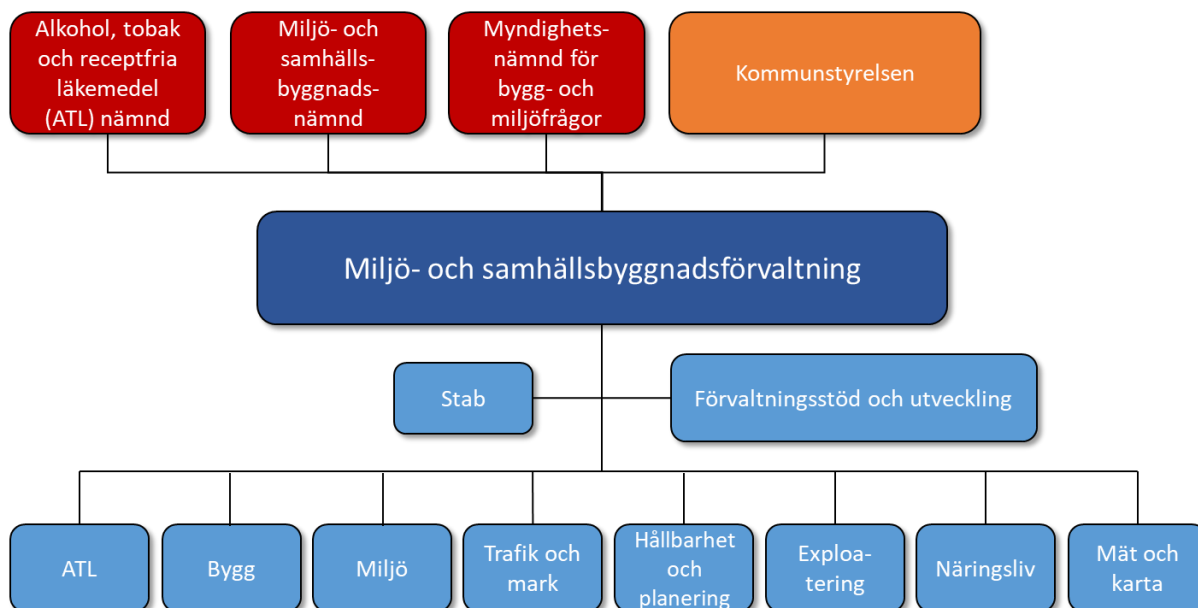 Alkohol, tobak
och receptfria
läkemedel
(ATL) nämnd
Miljö- och
samhälls-
byggnads-
nämnd
Myndighets-
nämnd för
bygg- och
miljöfrågor
Kommunstyrelsen
Miljö- och samhällsbyggnadsförvaltning
Stab
Förvaltningsstöd och utveckling
ATL
Bygg
Miljö
Trafik och
mark
Hållbarhet
och
planering
Exploa-
tering
Näringsliv
Mät och
karta